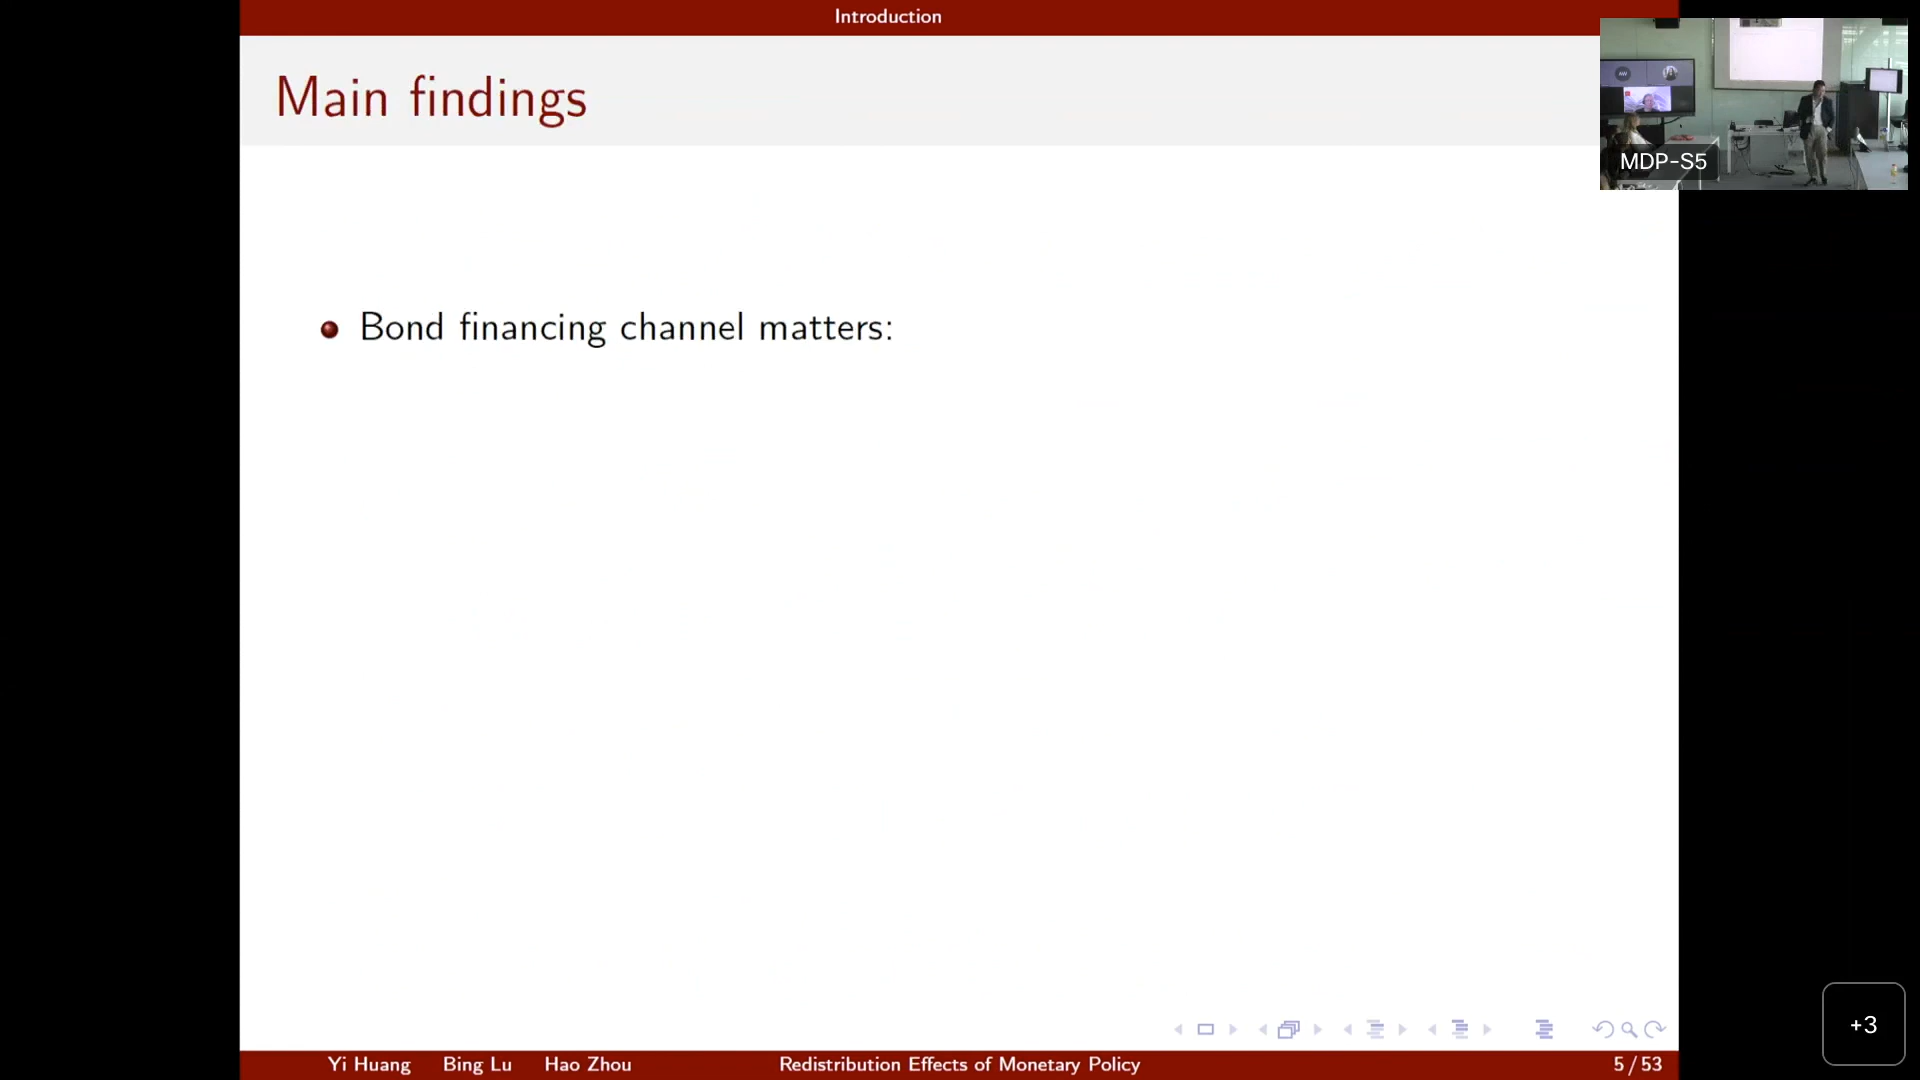 Introduction
Main findings
AW
MDP-S5
Bond financing channel matters:
+3
Yi Huang Bing Lu Hao Zhou Redistribution Effects of Monetary Policy 5 / 53